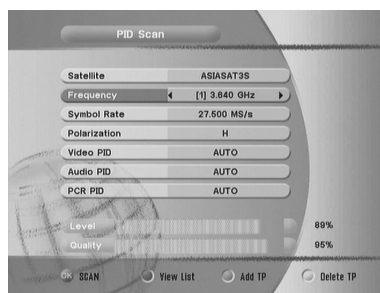 PID Scan
Satellite ASIASAT3S
Frequency [1] 3.640 GHz
Symbol Rate 27.500 MS/s
Polarization H
Video PID AUTO
Audio PID AUTO
PCR PID AUTO
Level 89%
Quality 95%
OK SCAN View List Add TP Delete TP